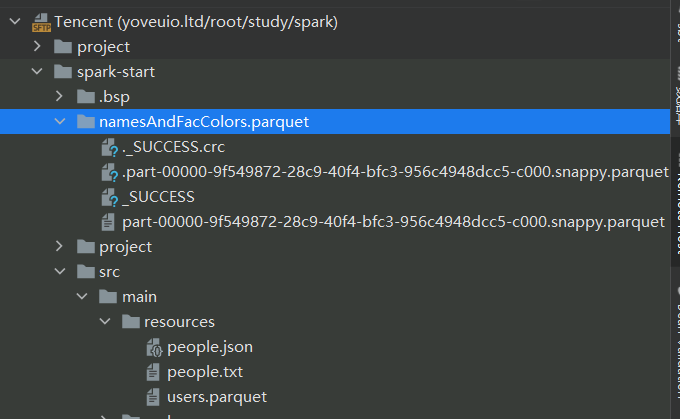 Tencent (yoveuio.ltd/root/study/spark)
SFTP
project
spark-start
.bsp
namesAndFacColors.parquet
._SUCCESS.crc
.part-00000-9f549872-28c9-40f4-bfc3-956c4948dcc5-c000.snappy.parquet
_SUCCESS
part-00000-9f549872-28c9-40f4-bfc3-956c4948dcc5-c000.snappy.parquet
project
src
main
resources
people.json
people.txt
users.parquet